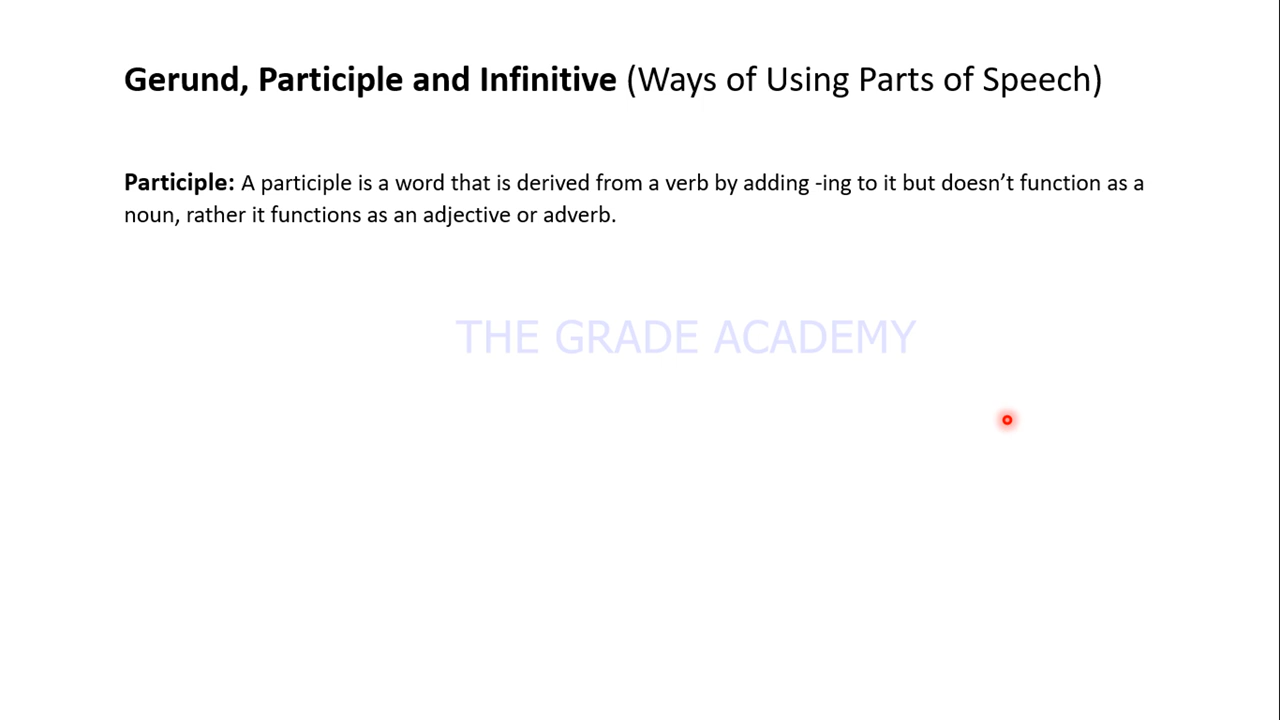 Gerund, Participle and Infinitive (Ways of Using Parts of Speech)
Participle: A participle is a word that is derived from a verb by adding -ing to it but doesn’t function as a
noun, rather it functions as an adjective or adverb.
THE GRADE ACADEMY